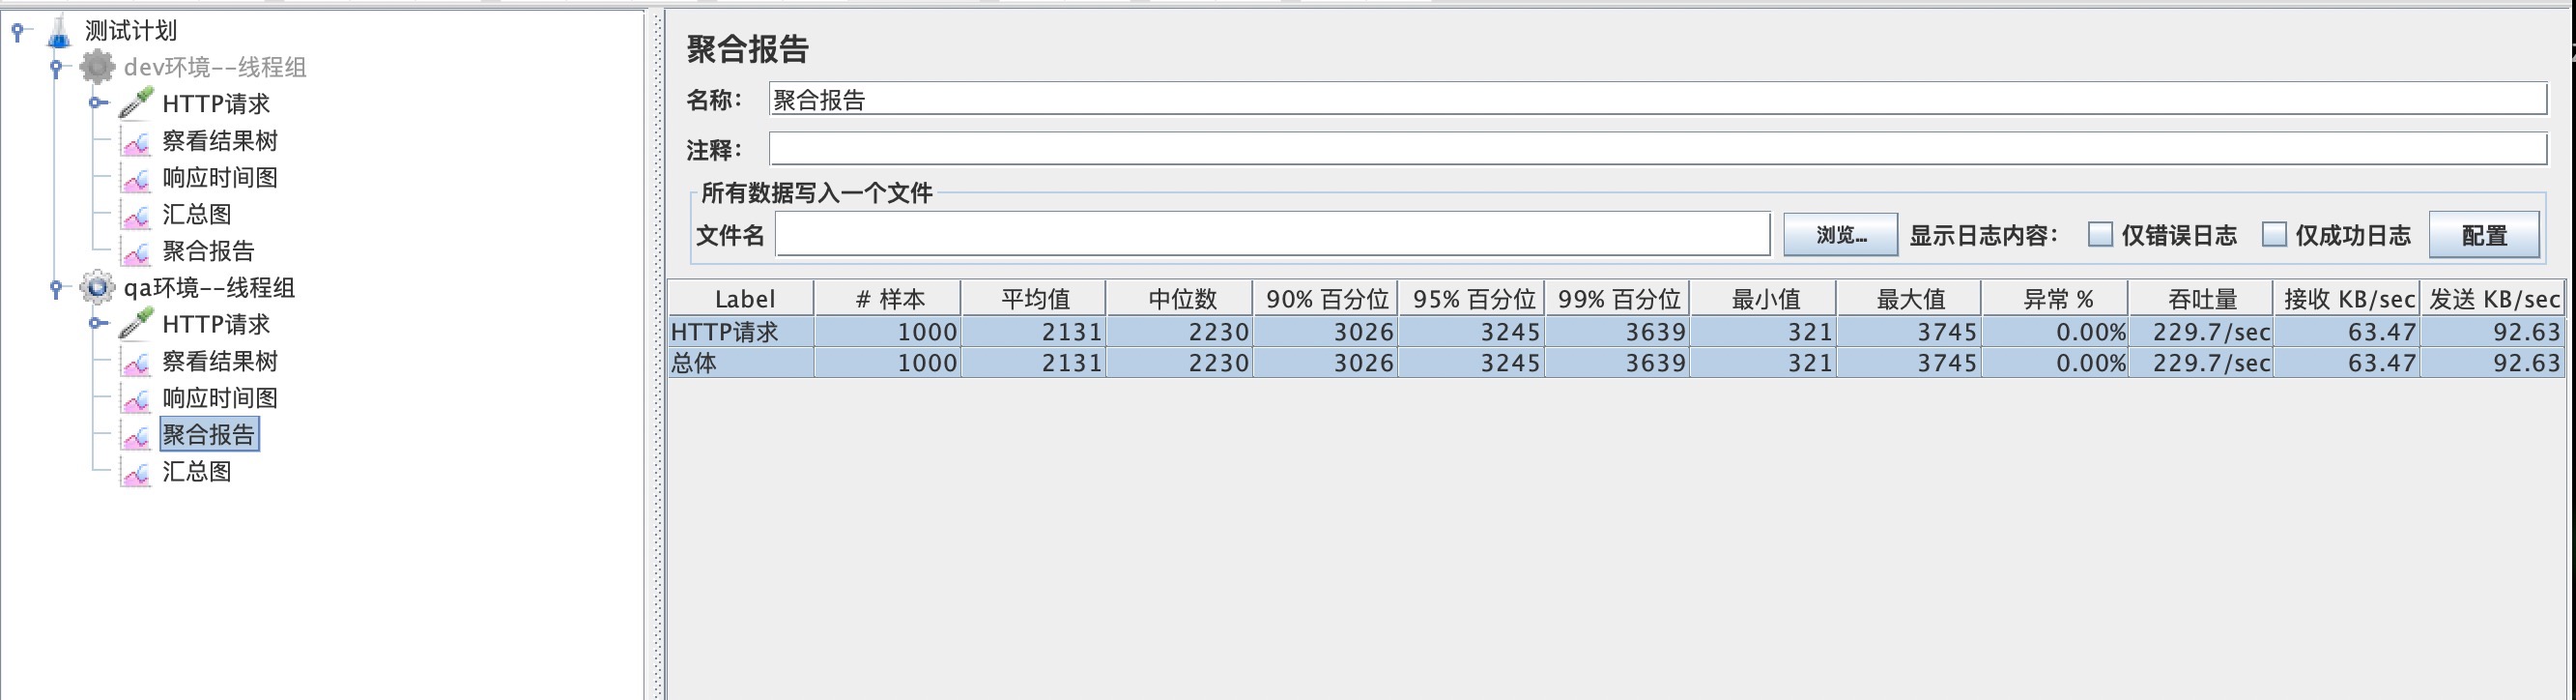 测试计划
dev环境--线程组
HTTP请求
察看结果树
响应时间图
汇总图
聚合报告
qa环境--线程组
HTTP请求
察看结果树
响应时间图
聚合报告
汇总图
聚合报告
名称： 聚合报告
注释：
所有数据写入一个文件
文件名 浏览... 显示日志内容： 仅错误日志 仅成功日志 配置
Label # 样本 平均值 中位数 90% 百分位 95% 百分位 99% 百分位 最小值 最大值 异常 % 吞吐量 接收 KB/sec 发送 KB/sec
HTTP请求 1000 2131 2230 3026 3245 3639 321 3745 0.00% 229.7/sec 63.47 92.63
总体 1000 2131 2230 3026 3245 3639 321 3745 0.00% 229.7/sec 63.47 92.63